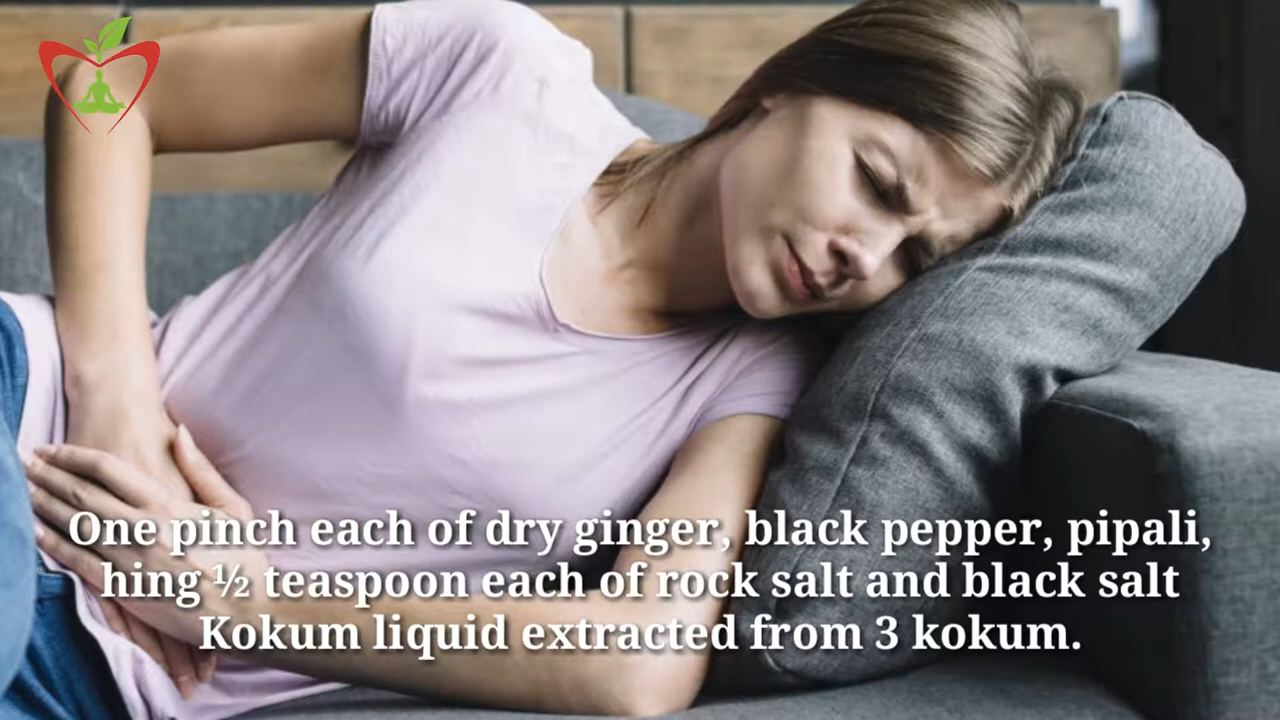 One pinch each of dry ginger, black pepper, pipali,
hing ½ teaspoon each of rock salt and black salt
Kokum liquid extracted from 3 kokum.